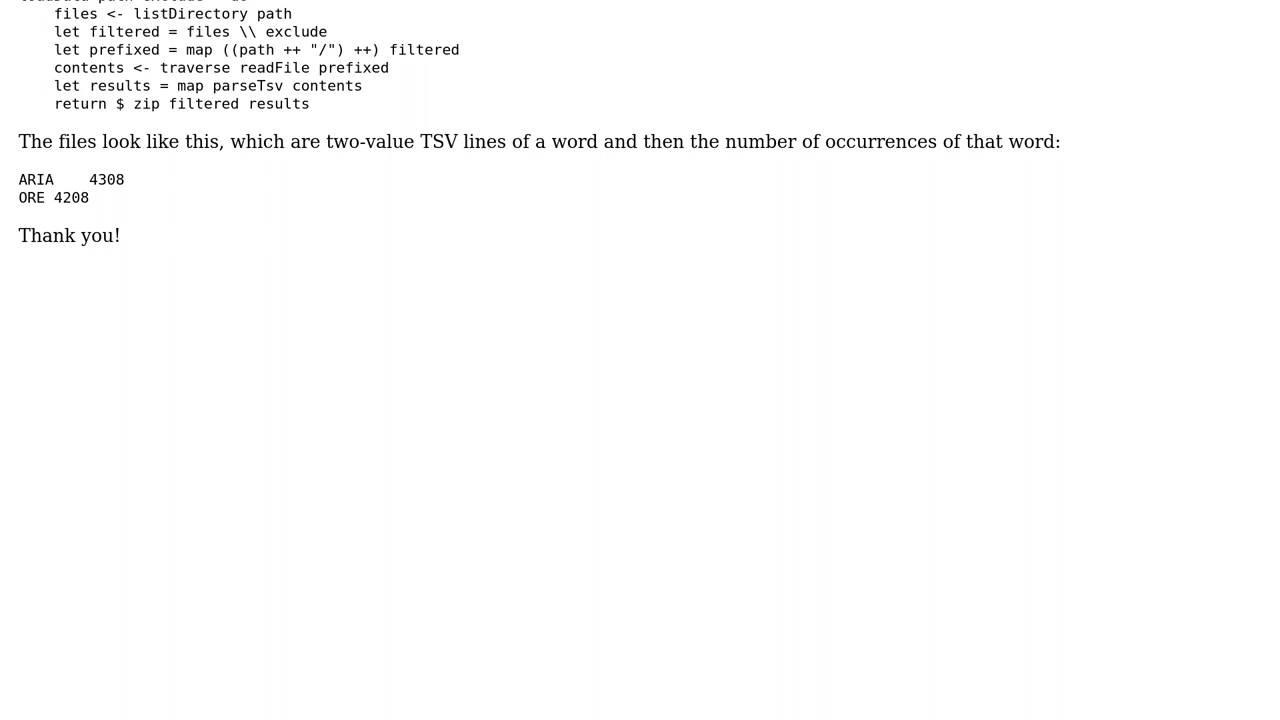 files <- listDirectory path
let filtered = files \\ exclude
let prefixed = map ((path ++ "/") ++) filtered
contents <- traverse readFile prefixed
let results = map parseTsv contents
return $ zip filtered results
The files look like this, which are two-value TSV lines of a word and then the number of occurrences of that word:
ARIA    4308
ORE 4208
Thank you!